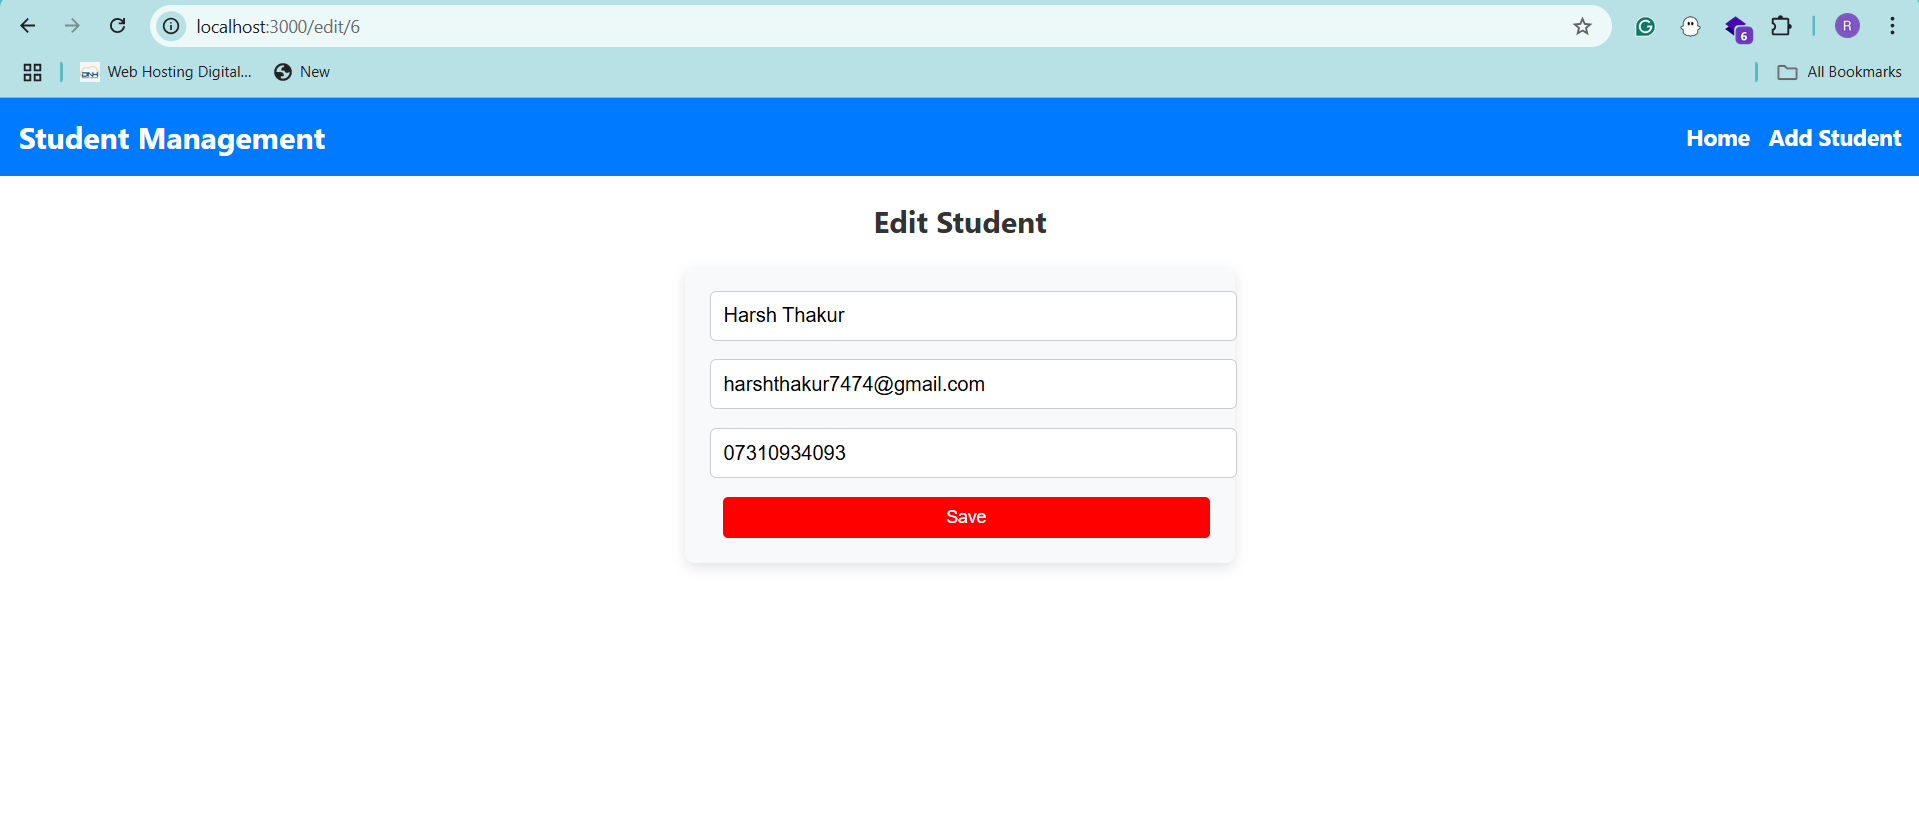 localhost:3000/edit/6
6
R
Web Hosting Digital...
New
All Bookmarks
Student Management
Home
Add Student
Edit Student
Harsh Thakur
harshthakur7474@gmail.com
07310934093
Save